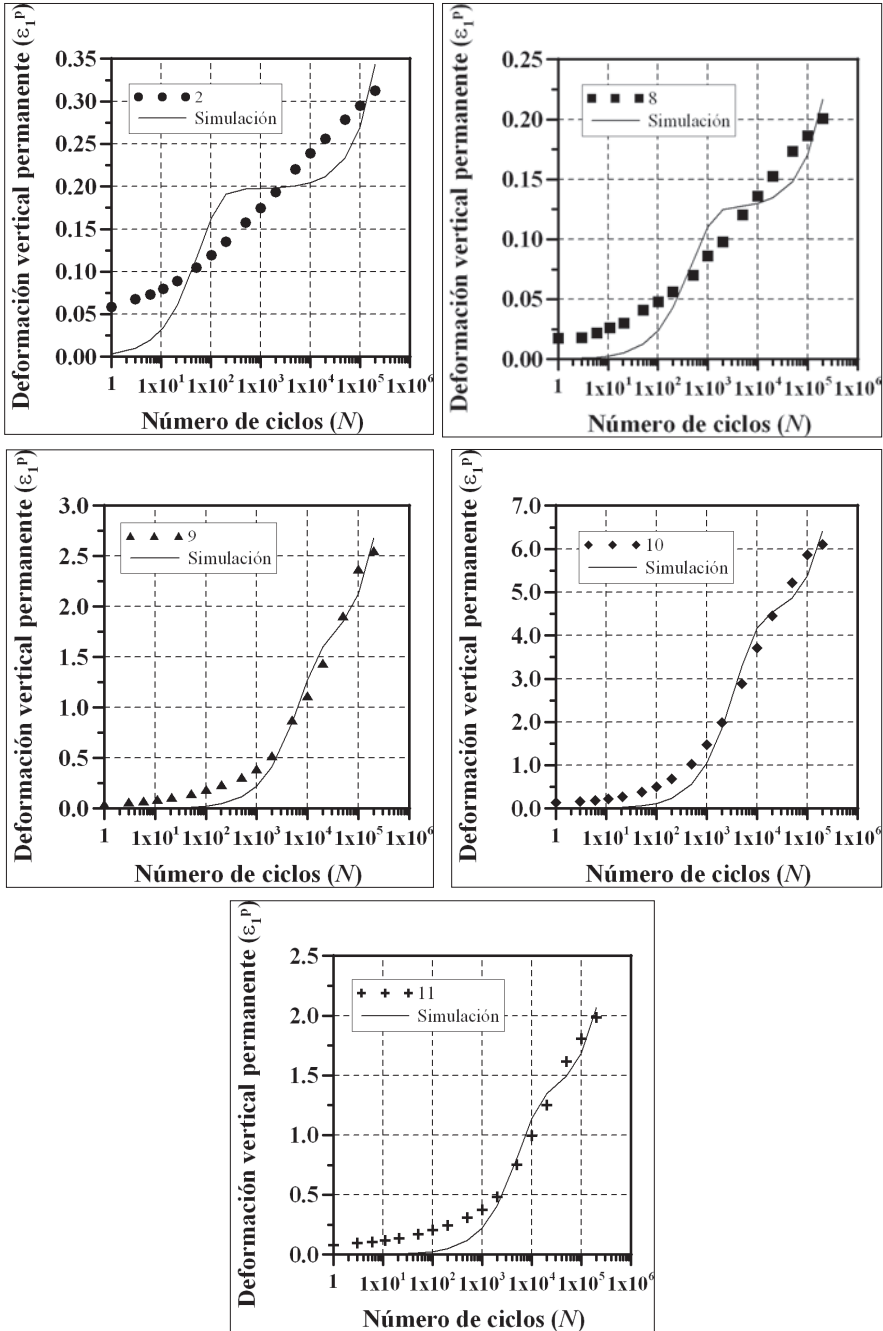 Deformación vertical permanente (ε₁ᵖ)
0.35
0.30
0.25
0.20
0.15
0.10
0.05
0.00
2
Simulación
1 1x10¹ 1x10² 1x10³ 1x10⁴ 1x10⁵ 1x10⁶
Número de ciclos (N)
Deformación vertical permanente (ε₁ᵖ)
0.25
0.20
0.15
0.10
0.05
0.00
8
Simulación
1 1x10¹ 1x10² 1x10³ 1x10⁴ 1x10⁵ 1x10⁶
Número de ciclos (N)
Deformación vertical permanente (ε₁ᵖ)
3.0
2.5
2.0
1.5
1.0
0.5
0.0
9
Simulación
1 1x10¹ 1x10² 1x10³ 1x10⁴ 1x10⁵ 1x10⁶
Número de ciclos (N)
Deformación vertical permanente (ε₁ᵖ)
7.0
6.0
5.0
4.0
3.0
2.0
1.0
0.0
10
Simulación
1 1x10¹ 1x10² 1x10³ 1x10⁴ 1x10⁵ 1x10⁶
Número de ciclos (N)
Deformación vertical permanente (ε₁ᵖ)
2.5
2.0
1.5
1.0
0.5
0.0
11
Simulación
1 1x10¹ 1x10² 1x10³ 1x10⁴ 1x10⁵ 1x10⁶
Número de ciclos (N)